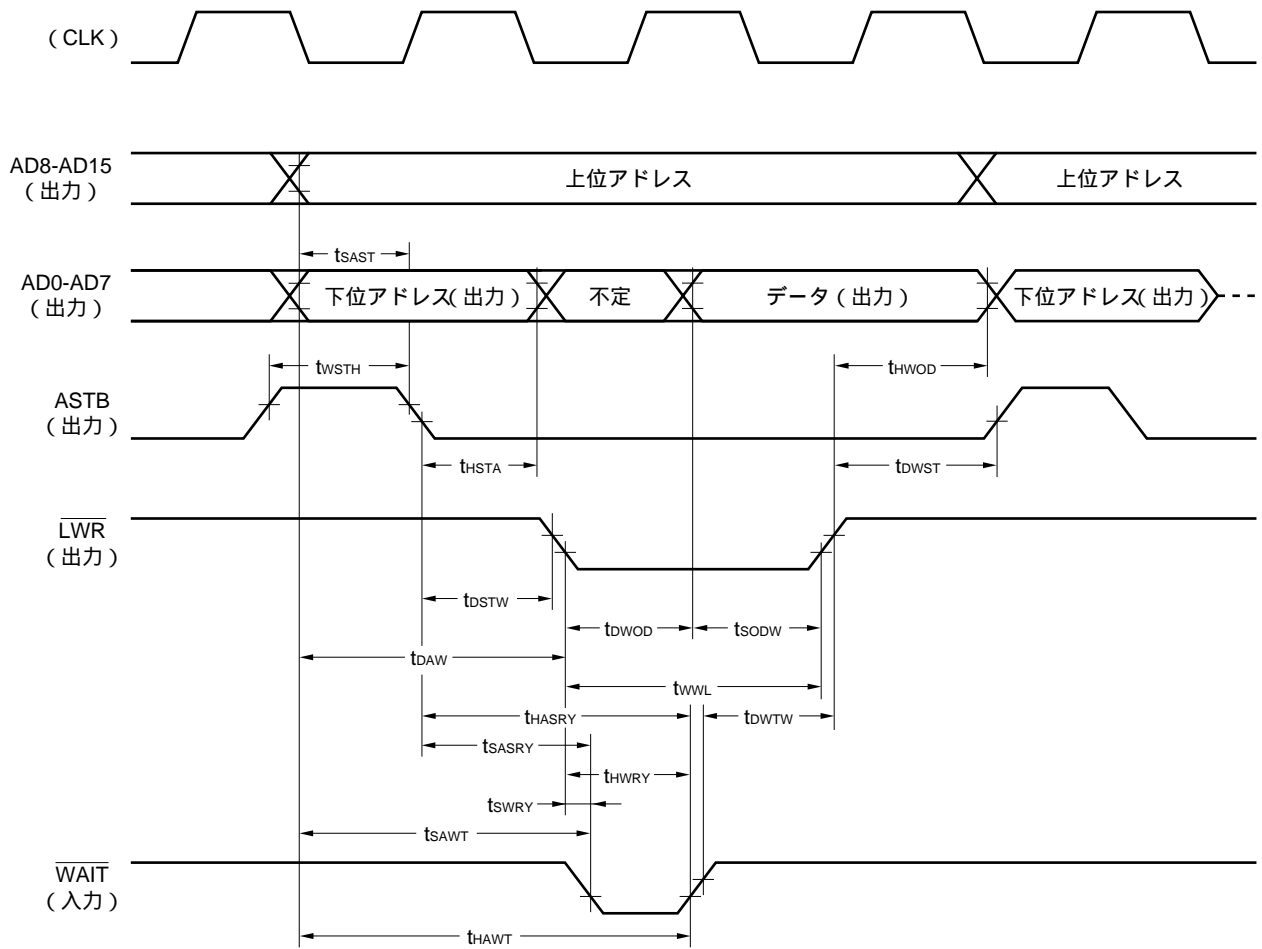 (CLK)
AD8-AD15
(出力)
上位アドレス
上位アドレス
tSAST
AD0-AD7
(出力)
下位アドレス(出力)
不定
データ(出力)
下位アドレス(出力)
tWSTH
tHWOD
ASTB
(出力)
tHSTA
tDWST
LWR
(出力)
tDSTW
tDWOD
tSODW
tDAW
tWWL
tHASRY
tDWTW
tSASRY
tHWRY
tSWRY
tSAWT
WAIT
(入力)
tHAWT